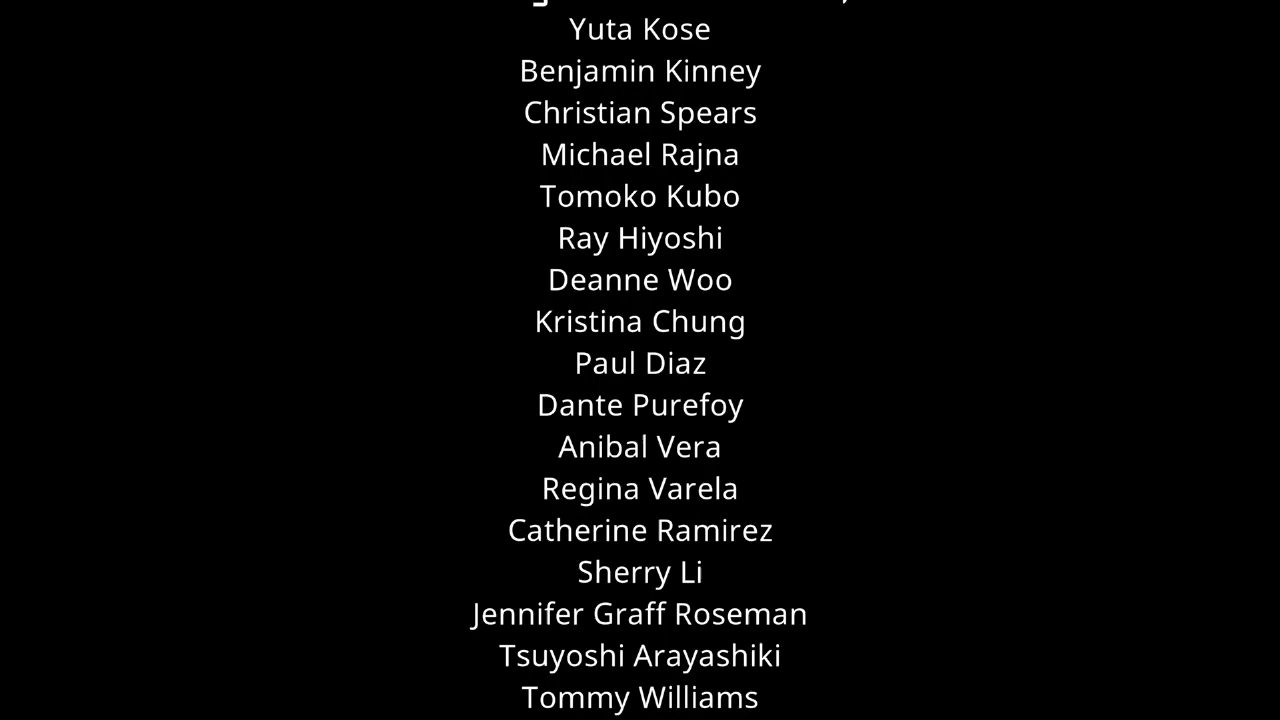 Yuta Kose
Benjamin Kinney
Christian Spears
Michael Rajna
Tomoko Kubo
Ray Hiyoshi
Deanne Woo
Kristina Chung
Paul Diaz
Dante Purefoy
Anibal Vera
Regina Varela
Catherine Ramirez
Sherry Li
Jennifer Graff Roseman
Tsuyoshi Arayashiki
Tommy Williams